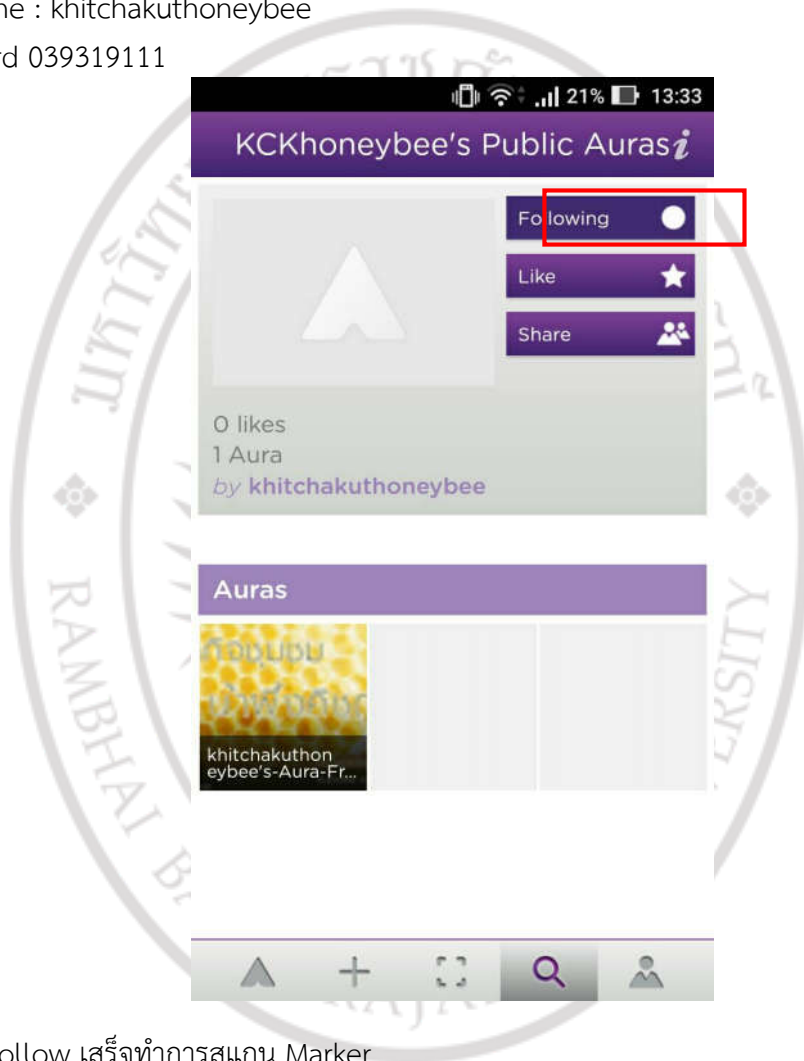 ne : khitchakuthoneybee
rd 039319111
21% 13:33
KCKhoneybee's Public Auras
Following
Like
Share
0 likes
1 Aura
by khitchakuthoneybee
Auras
khitchakuthon
eybee's-Aura-Fr...
RAMBHAI
ollow เสร็จทำการสแกน Marker